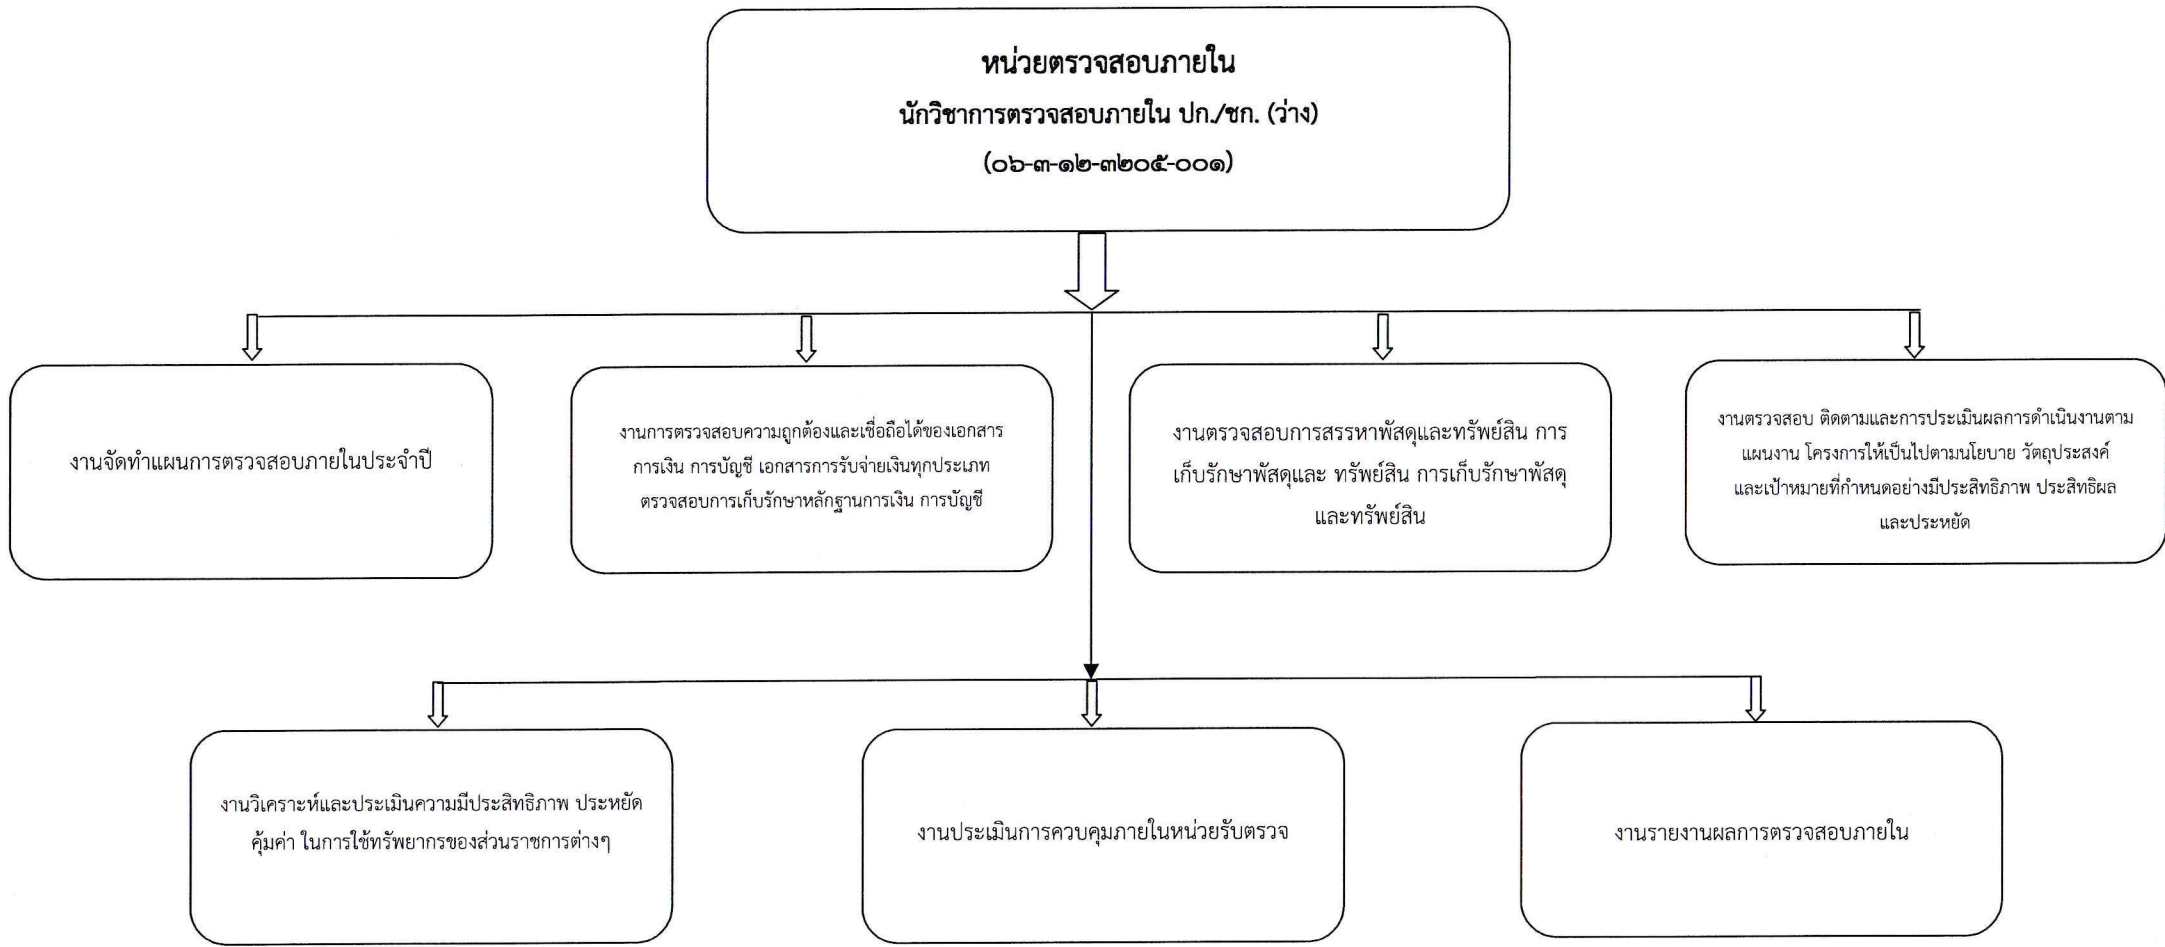 หน่วยตรวจสอบภายใน
นักวิชาการตรวจสอบภายใน ปก./ชก. (ว่าง)
(๐๖-๓-๑๒-๓๒๐๕-๐๐๑)
งานจัดทำแผนการตรวจสอบภายในประจำปี
งานการตรวจสอบความถูกต้องและเชื่อถือได้ของเอกสาร
การเงิน การบัญชี เอกสารการรับจ่ายเงินทุกประเภท
ตรวจสอบการเก็บรักษาหลักฐานการเงิน การบัญชี
งานตรวจสอบการสรรหาพัสดุและทรัพย์สิน การ
เก็บรักษาพัสดุและ ทรัพย์สิน การเก็บรักษาพัสดุ
และทรัพย์สิน
งานตรวจสอบ ติดตามและการประเมินผลการดำเนินงานตาม
แผนงาน โครงการให้เป็นไปตามนโยบาย วัตถุประสงค์
และเป้าหมายที่กำหนดอย่างมีประสิทธิภาพ ประสิทธิผล
และประหยัด
งานวิเคราะห์และประเมินความมีประสิทธิภาพ ประหยัด
คุ้มค่า ในการใช้ทรัพยากรของส่วนราชการต่างๆ
งานประเมินการควบคุมภายในหน่วยรับตรวจ
งานรายงานผลการตรวจสอบภายใน